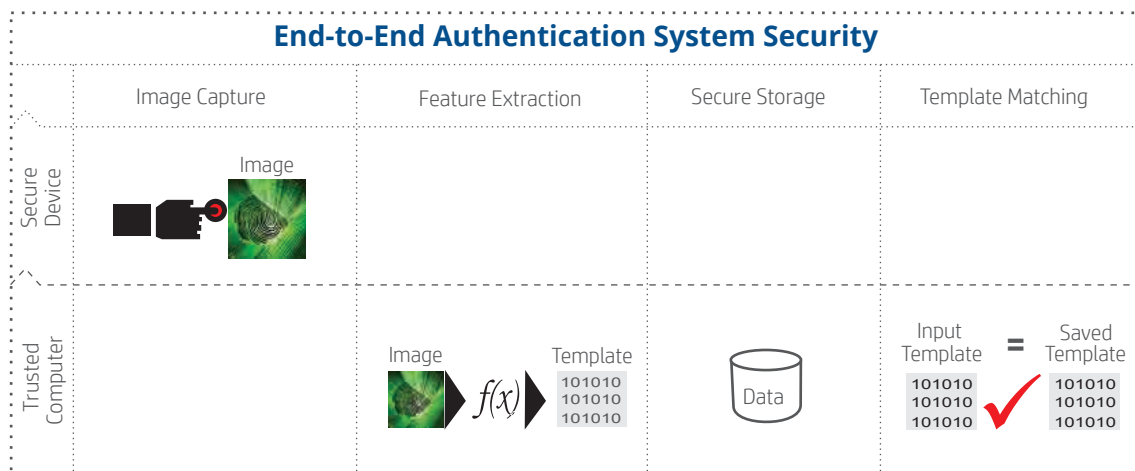 End-to-End Authentication System Security
Image Capture
Feature Extraction
Secure Storage
Template Matching
Secure
Device
Image
Trusted
Computer
Image
f(x)
Template
101010
101010
101010
Data
Input
Template
=
Saved
Template
101010
101010
101010
101010
101010
101010